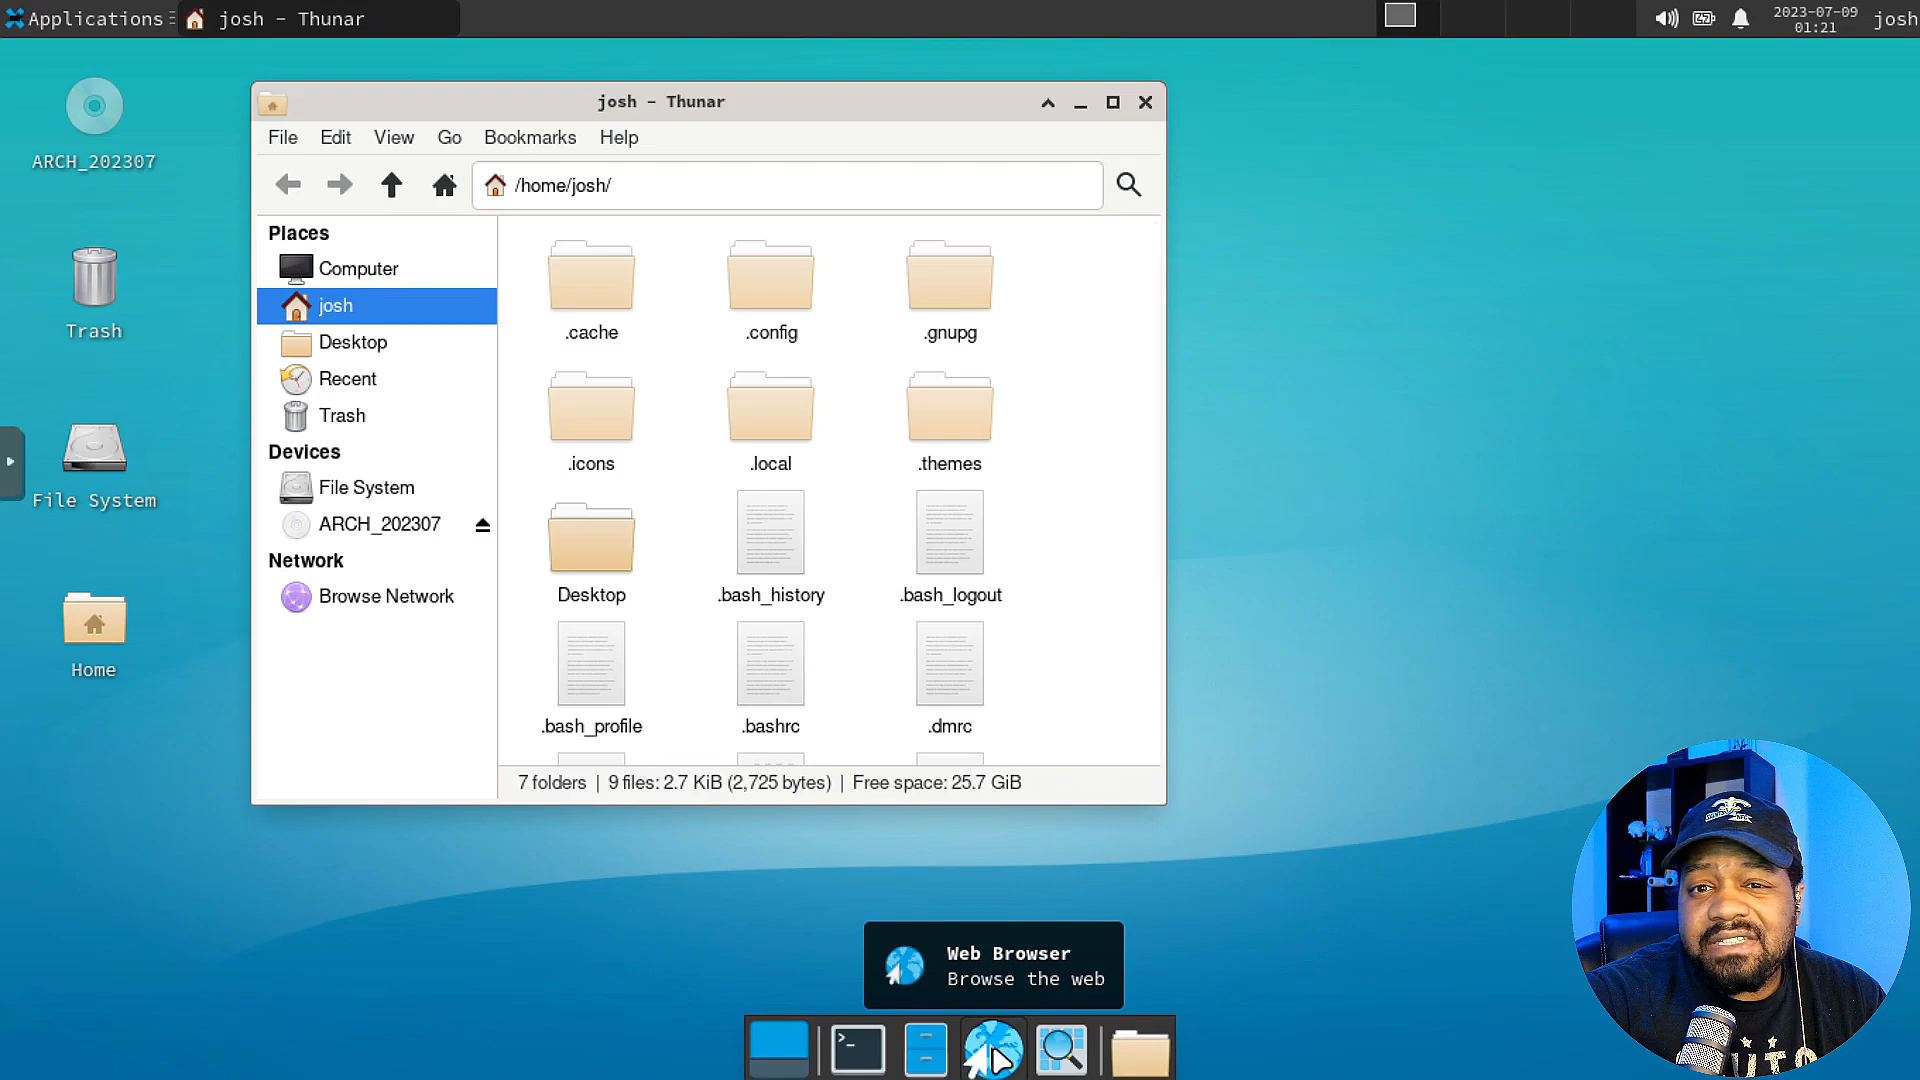 Applications
josh - Thunar
2023-07-09
01:21
josh
ARCH_202307
Trash
File System
Home
josh - Thunar
File Edit View Go Bookmarks Help
/home/josh/
Places
Computer
josh
Desktop
Recent
Trash
Devices
File System
ARCH_202307
Network
Browse Network
.cache .config .gnupg
.icons .local .themes
Desktop .bash_history .bash_logout
.bash_profile .bashrc .dmrc
7 folders | 9 files: 2.7 KiB (2,725 bytes) | Free space: 25.7 GiB
Web Browser
Browse the web